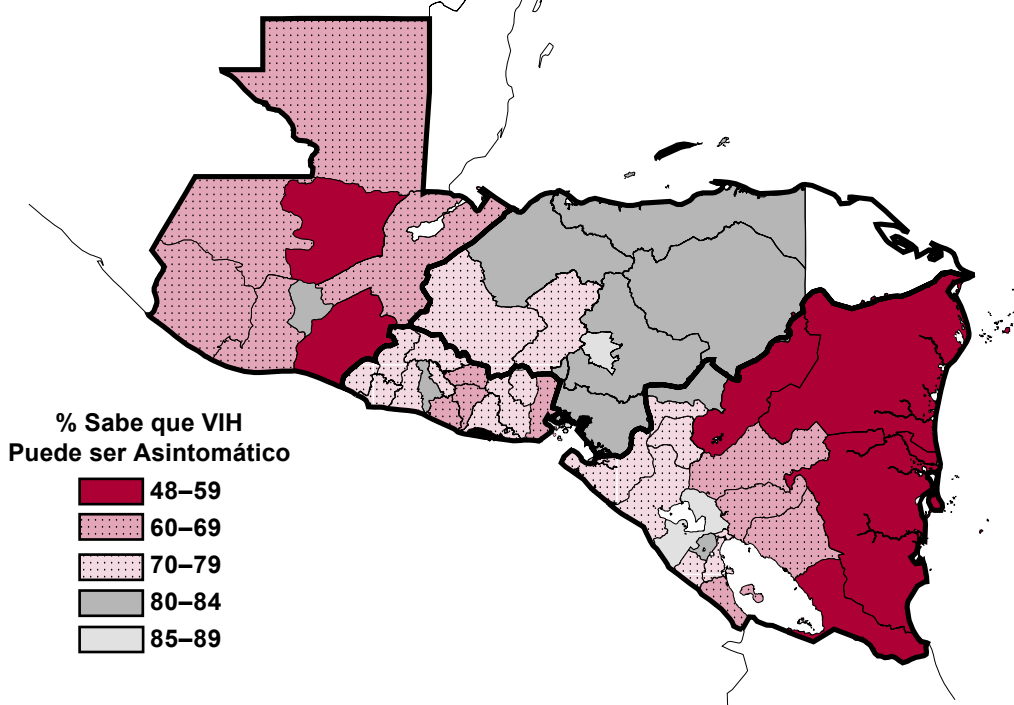 % Sabe que VIH
Puede ser Asintomático
48–59
60–69
70–79
80–84
85–89